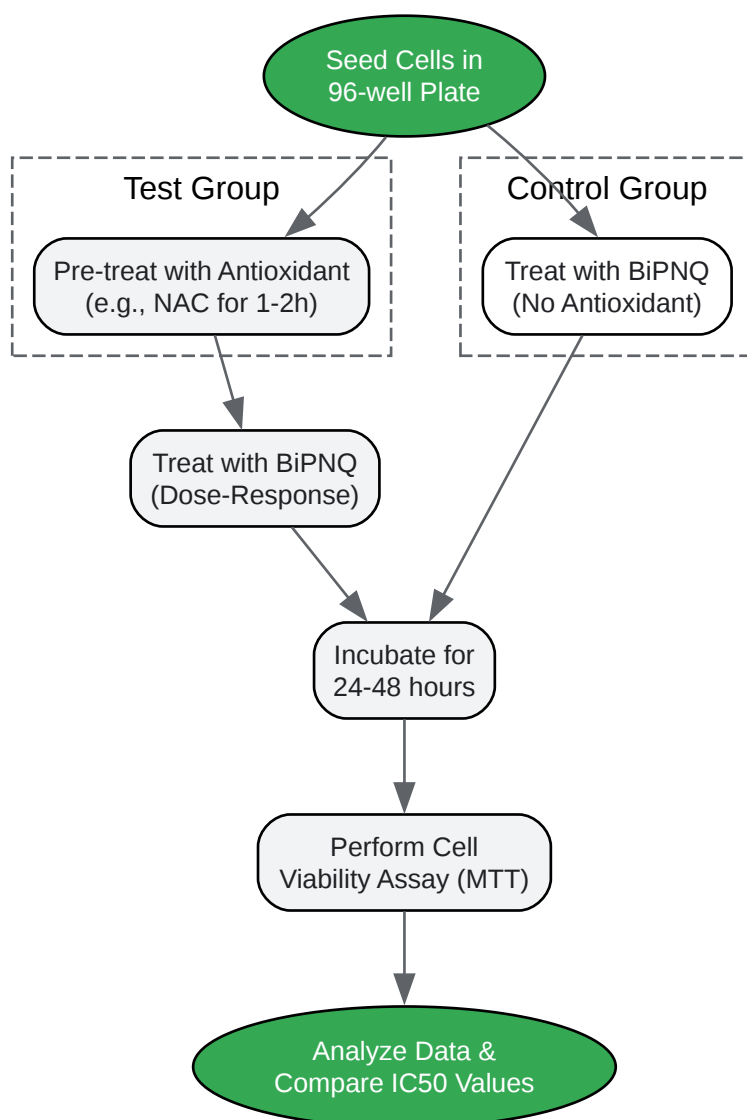 Seed Cells in
96-well Plate
Test Group
Control Group
Pre-treat with Antioxidant
(e.g., NAC for 1-2h)
Treat with BiPNQ
(No Antioxidant)
Treat with BiPNQ
(Dose-Response)
Incubate for
24-48 hours
Perform Cell
Viability Assay (MTT)
Analyze Data &
Compare IC50 Values